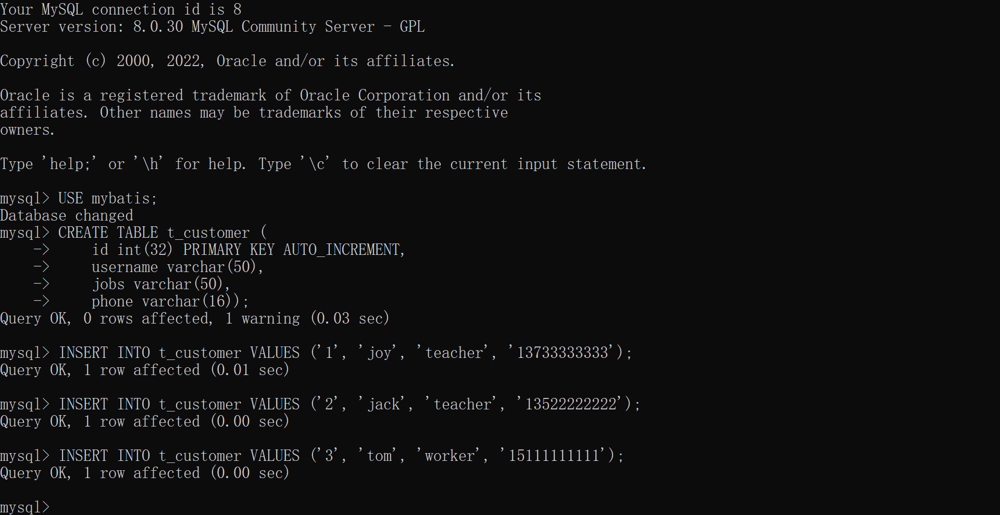 Your MySQL connection id is 8
Server version: 8.0.30 MySQL Community Server - GPL
Copyright (c) 2000, 2022, Oracle and/or its affiliates.
Oracle is a registered trademark of Oracle Corporation and/or its
affiliates. Other names may be trademarks of their respective
owners.
Type 'help;' or '\h' for help. Type '\c' to clear the current input statement.
mysql> USE mybatis;
Database changed
mysql> CREATE TABLE t_customer (
    ->     id int(32) PRIMARY KEY AUTO_INCREMENT,
    ->     username varchar(50),
    ->     jobs varchar(50),
    ->     phone varchar(16));
Query OK, 0 rows affected, 1 warning (0.03 sec)
mysql> INSERT INTO t_customer VALUES ('1', 'joy', 'teacher', '13733333333');
Query OK, 1 row affected (0.01 sec)
mysql> INSERT INTO t_customer VALUES ('2', 'jack', 'teacher', '13522222222');
Query OK, 1 row affected (0.00 sec)
mysql> INSERT INTO t_customer VALUES ('3', 'tom', 'worker', '15111111111');
Query OK, 1 row affected (0.00 sec)
mysql>